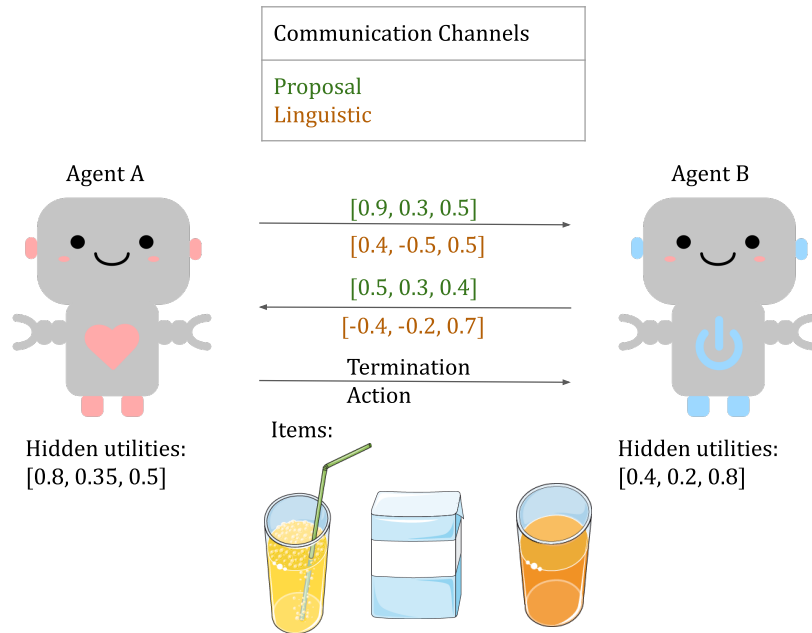 Communication Channels
Proposal
Linguistic
Agent A
Agent B
[0.9, 0.3, 0.5]
[0.4, -0.5, 0.5]
[0.5, 0.3, 0.4]
[-0.4, -0.2, 0.7]
Termination
Action
Items:
Hidden utilities:
[0.8, 0.35, 0.5]
Hidden utilities:
[0.4, 0.2, 0.8]